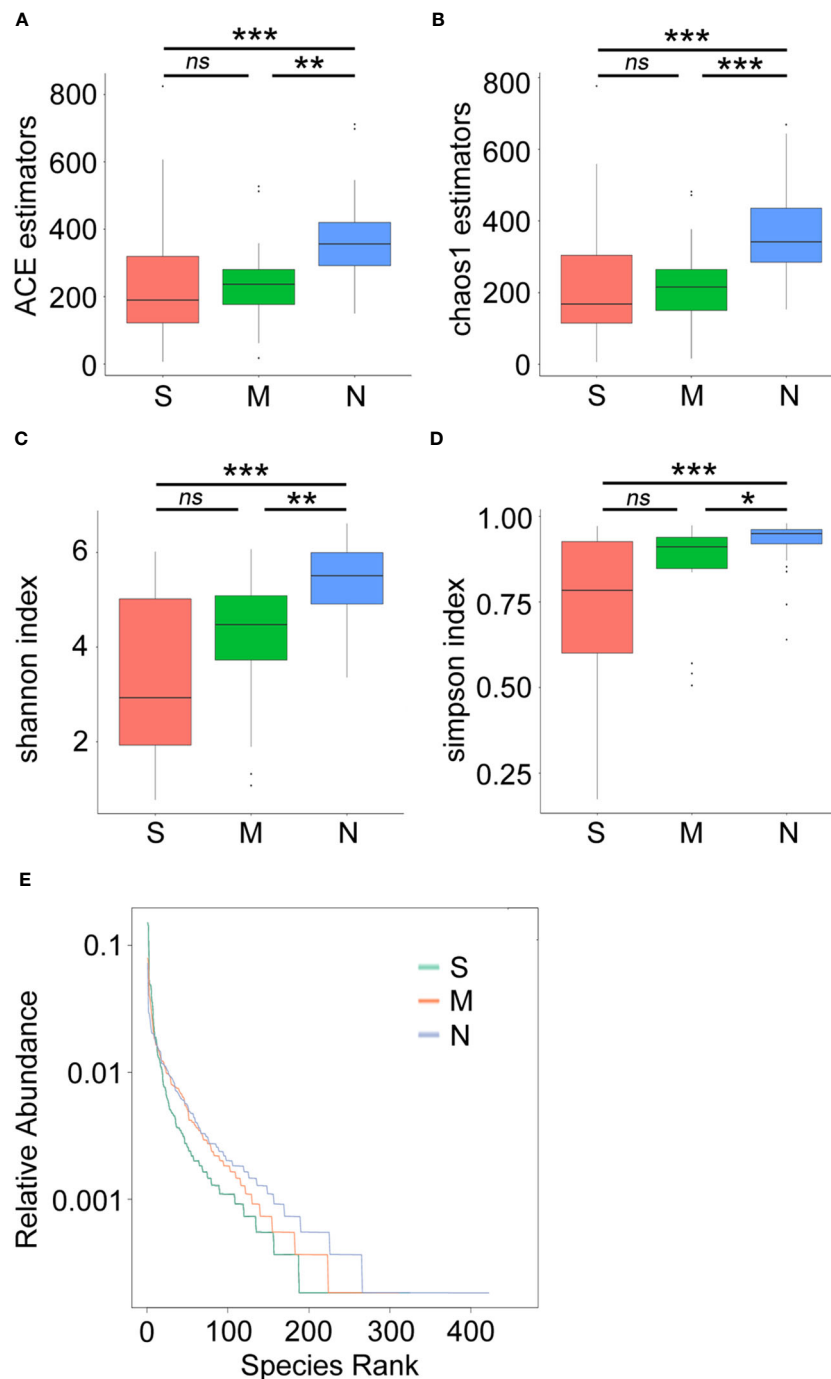 A
***
ns **
ACE estimators
800
600
400
200
0
S M N
B
***
ns ***
chaos1 estimators
800
600
400
200
0
S M N
C
***
ns **
shannon index
6
4
2
S M N
D
***
ns *
simpson index
1.00
0.75
0.50
0.25
S M N
E
Relative Abundance
0.1
0.01
0.001
S
M
N
0 100 200 300 400
Species Rank